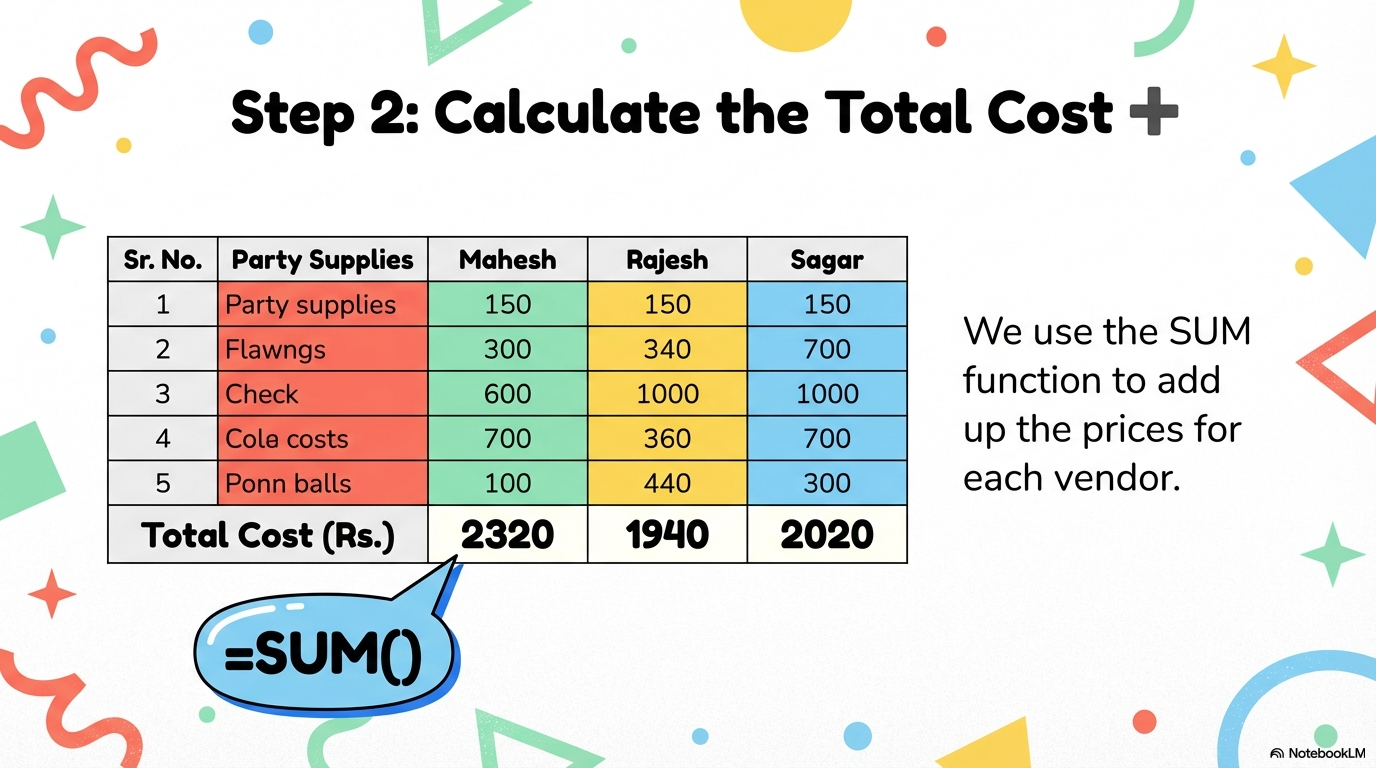 Step 2: Calculate the Total Cost ➕
Sr. No. Party Supplies Mahesh Rajesh Sagar
1 Party supplies 150 150 150
2 Flawngs 300 340 700
3 Check 600 1000 1000
4 Cole costs 700 360 700
5 Ponn balls 100 440 300
Total Cost (Rs.) 2320 1940 2020
We use the SUM
function to add
up the prices for
each vendor.
=SUM()
NotebookLM